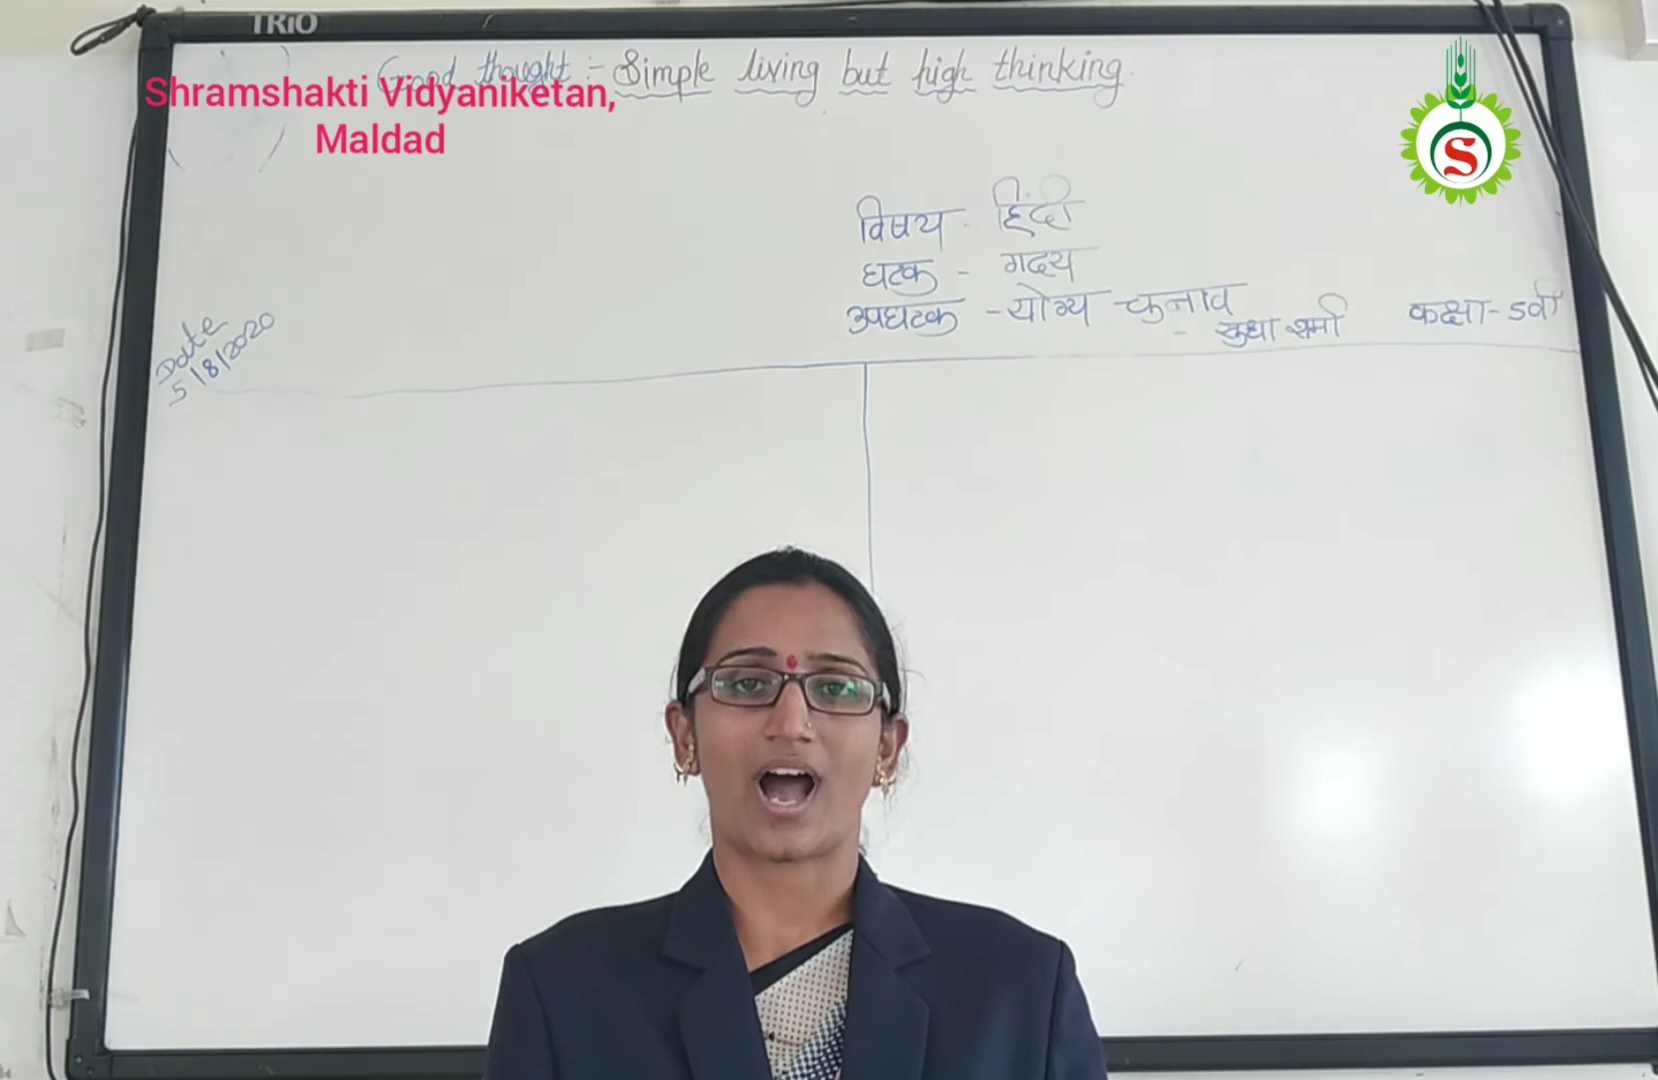 TRiO
Good thought :- Simple living but high thinking.
Shramshakti Vidyaniketan,
Maldad
S
विषय - हिंदी
घटक - गद्य
उपघटक - योग्य चुनाव
- सुधा शर्मा
कक्षा - 5वी
Date
5/8/2020